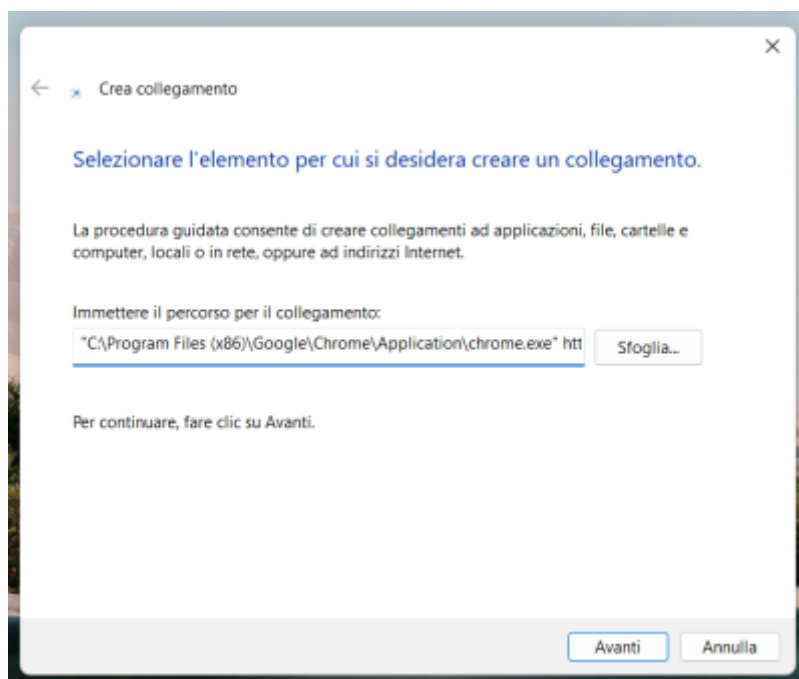 Crea collegamento
Selezionare l'elemento per cui si desidera creare un collegamento.
La procedura guidata consente di creare collegamenti ad applicazioni, file, cartelle e
computer, locali o in rete, oppure ad indirizzi Internet.
Immettere il percorso per il collegamento:
"C:\Program Files (x86)\Google\Chrome\Application\chrome.exe" htt
Sfoglia...
Per continuare, fare clic su Avanti.
Avanti
Annulla